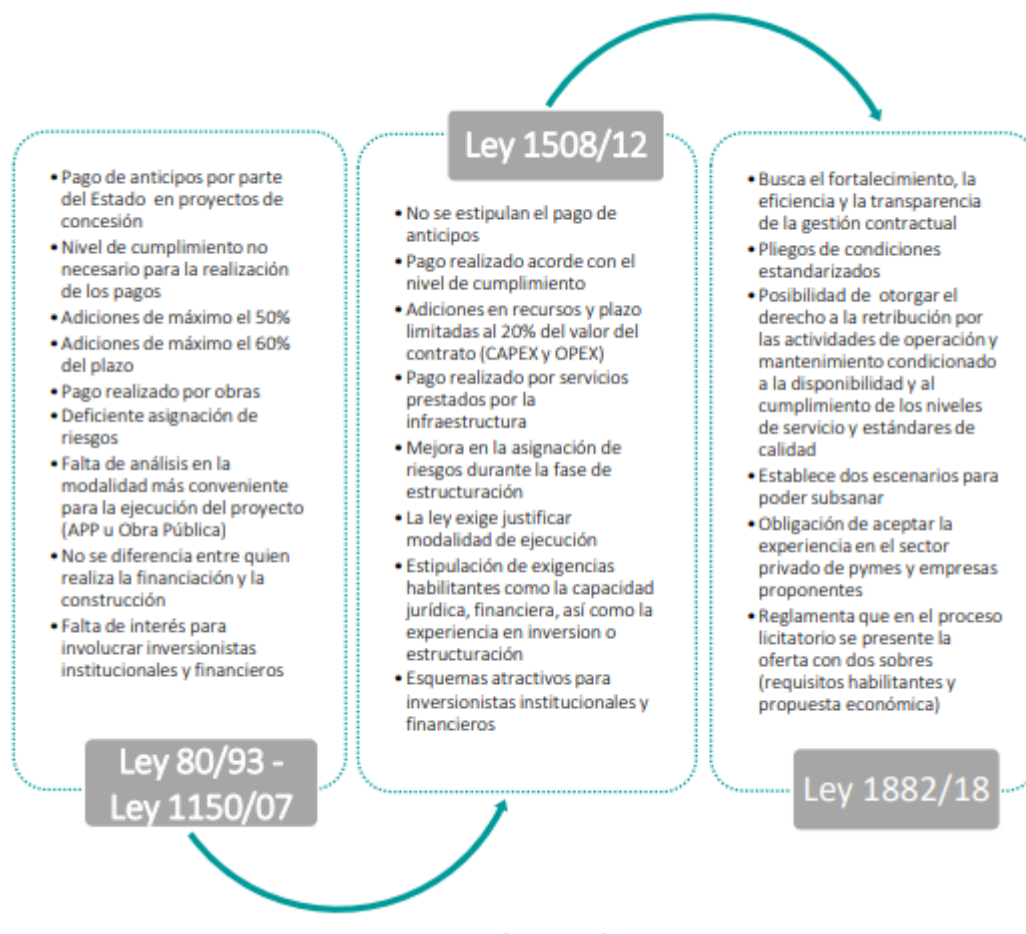 • Pago de anticipos por parte
del Estado en proyectos de
concesión
• Nivel de cumplimiento no
necesario para la realización
de los pagos
• Adiciones de máximo el 50%
• Adiciones de máximo el 60%
del plazo
• Pago realizado por obras
• Deficiente asignación de
riesgos
• Falta de análisis en la
modalidad más conveniente
para la ejecución del proyecto
(APP u Obra Pública)
• No se diferencia entre quien
realiza la financiación y la
construcción
• Falta de interés para
involucrar inversionistas
institucionales y financieros
Ley 80/93 -
Ley 1150/07
Ley 1508/12
• No se estipulan el pago de
anticipos
• Pago realizado acorde con el
nivel de cumplimiento
• Adiciones en recursos y plazo
limitadas al 20% del valor del
contrato (CAPEX y OPEX)
• Pago realizado por servicios
prestados por la
infraestructura
• Mejora en la asignación de
riesgos durante la fase de
estructuración
• La ley exige justificar
modalidad de ejecución
• Estipulación de exigencias
habilitantes como la capacidad
jurídica, financiera, así como la
experiencia en inversion o
estructuración
• Esquemas atractivos para
inversionistas institucionales y
financieros
• Busca el fortalecimiento, la
eficiencia y la transparencia
de la gestión contractual
• Pliegos de condiciones
estandarizados
• Posibilidad de otorgar el
derecho a la retribución por
las actividades de operación y
mantenimiento condicionado
a la disponibilidad y al
cumplimiento de los niveles
de servicio y estándares de
calidad
• Establece dos escenarios para
poder subsanar
• Obligación de aceptar la
experiencia en el sector
privado de pymes y empresas
proponentes
• Reglamenta que en el proceso
licitatorio se presente la
oferta con dos sobres
(requisitos habilitantes y
propuesta económica)
Ley 1882/18